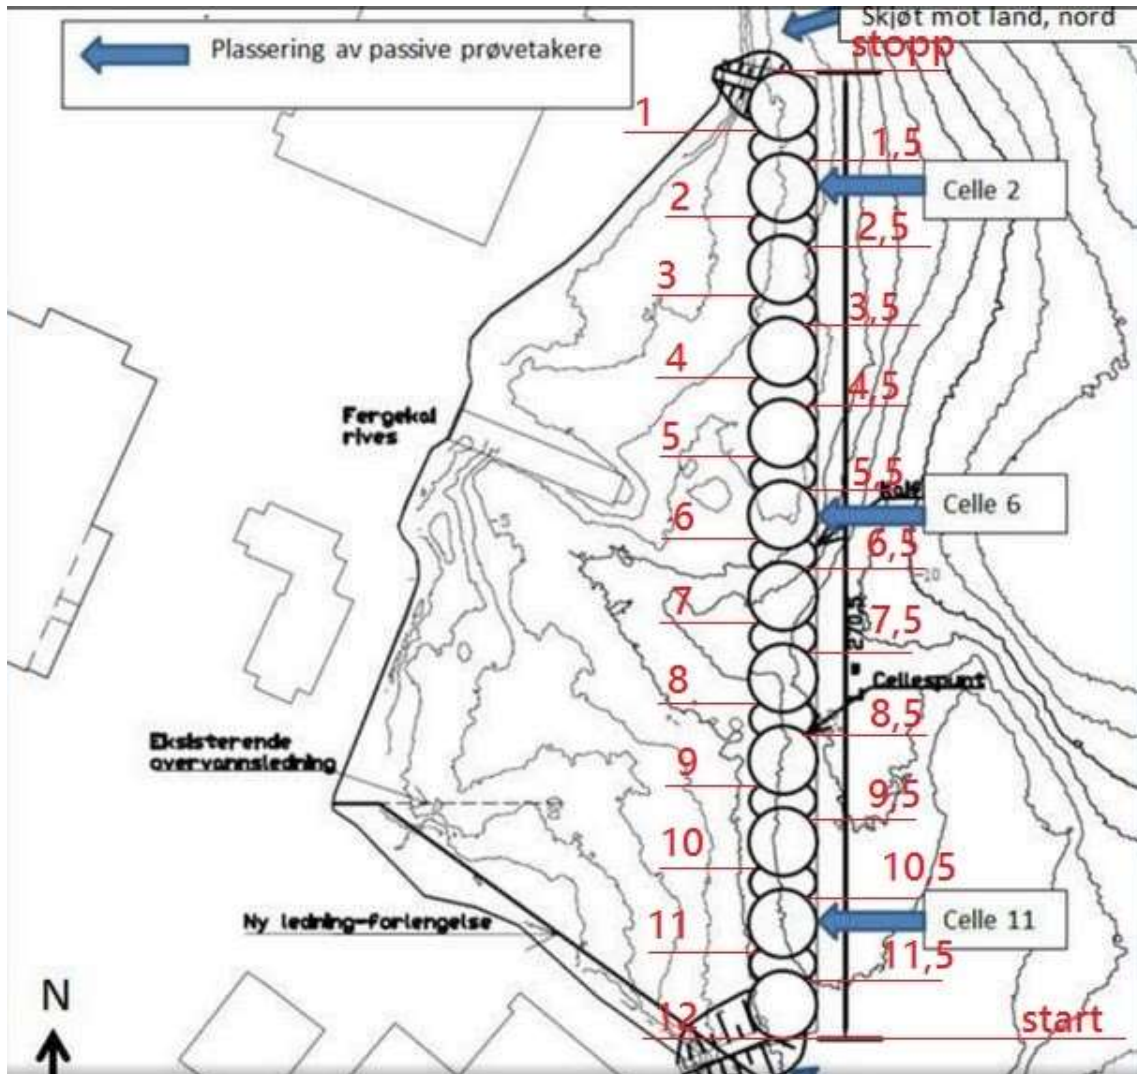 Skjøt mot land, nord
Plassering av passive prøvetakere
stopp
1
1,5
Celle 2
2
2,5
3
3,5
4
4,5
Fergekai
rives
5
5,5
Celle 6
6
6,5
-5
-10
7
7,5
8
Cellespunt
8,5
Eksisterende
overvannsledning
9
9,5
10
10,5
Ny ledning-forlengelse
11
Celle 11
11,5
N
12
start